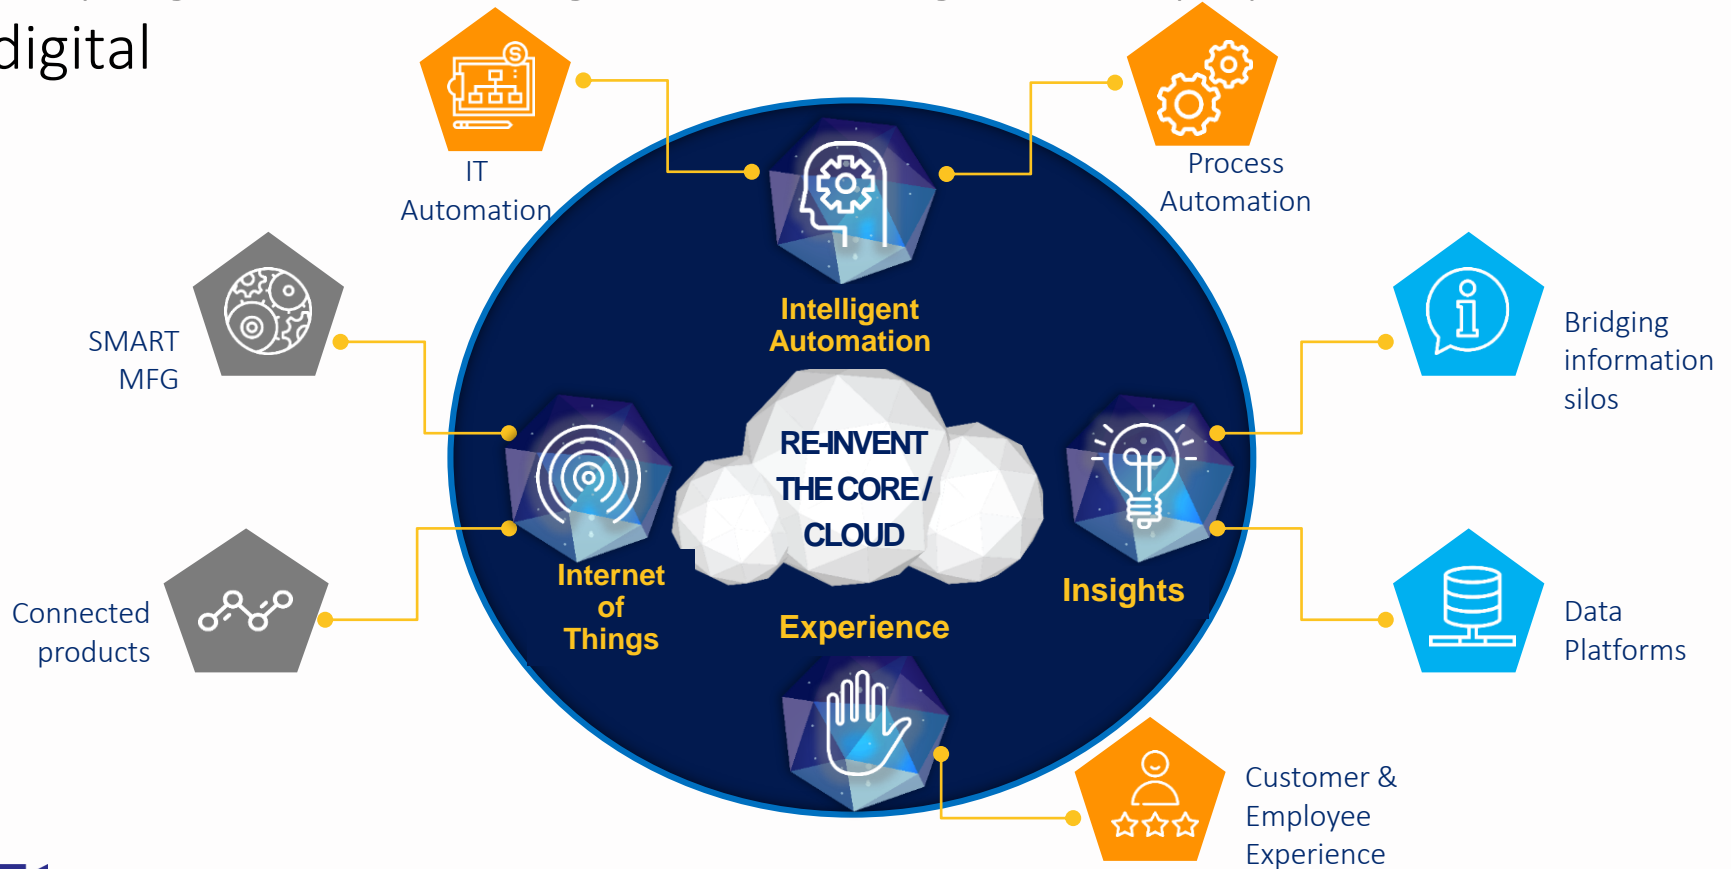 digital
IT
Automation
Process
Automation
SMART
MFG
Intelligent
Automation
Bridging
information
silos
RE-INVENT
THE CORE /
CLOUD
Internet
of
Things
Insights
Experience
Connected
products
Data
Platforms
Customer &
Employee
Experience